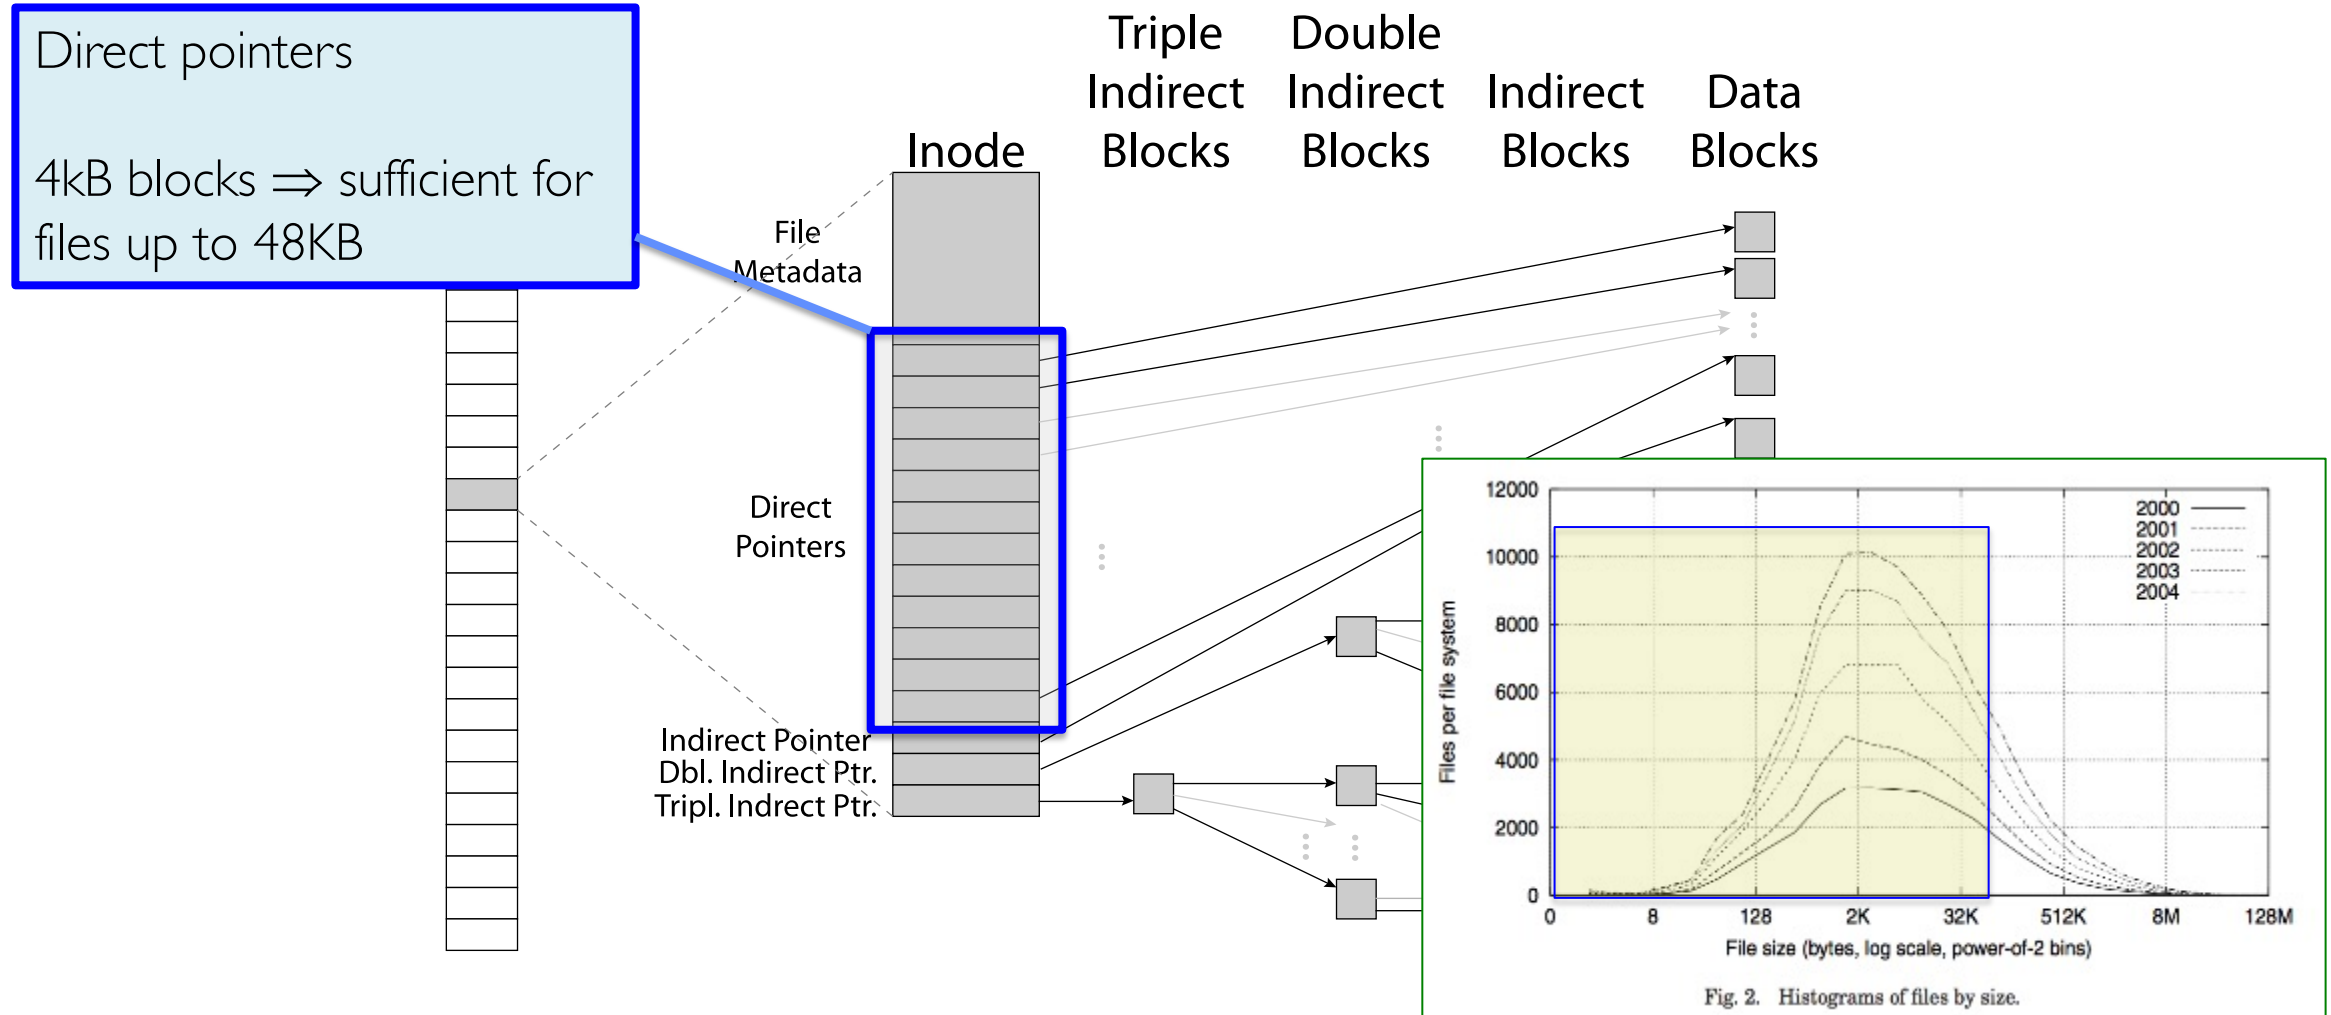 Direct pointers
4kB blocks ⇒ sufficient for
files up to 48KB
Triple
Indirect
Blocks
Double
Indirect
Blocks
Indirect
Blocks
Data
Blocks
Inode
File
Metadata
Direct
Pointers
Indirect Pointer
Dbl. Indirect Ptr.
Tripl. Indrect Ptr.
12000
10000
8000
6000
4000
2000
0
Files per file system
2000
2001
2002
2003
2004
0 8 128 2K 32K 512K 8M 128M
File size (bytes, log scale, power-of-2 bins)
Fig. 2. Histograms of files by size.